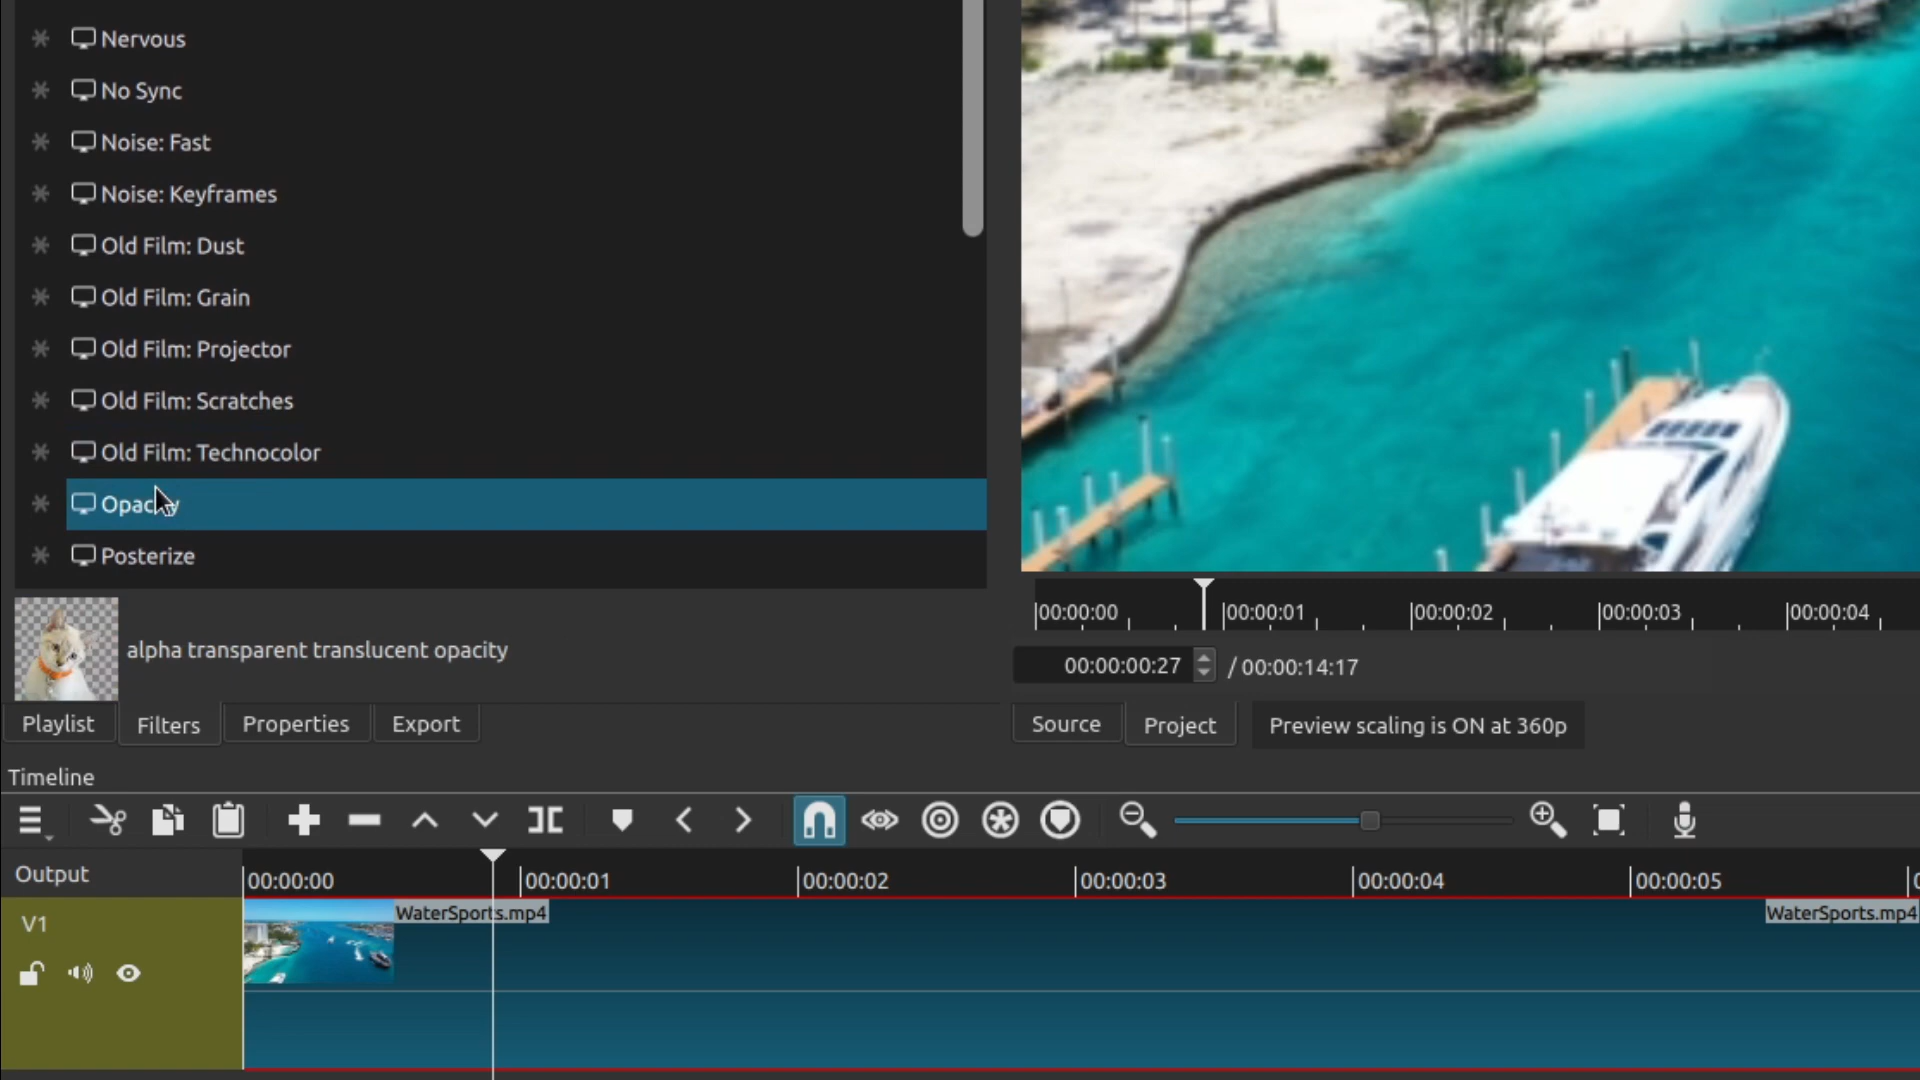 Nervous
No Sync
Noise: Fast
Noise: Keyframes
Old Film: Dust
Old Film: Grain
Old Film: Projector
Old Film: Scratches
Old Film: Technocolor
Opacity
Posterize
alpha transparent translucent opacity
Playlist Filters Properties Export
00:00:00 00:00:01 00:00:02 00:00:03 00:00:04
00:00:00:27 / 00:00:14:17
Source Project Preview scaling is ON at 360p
Timeline
Output 00:00:00 00:00:01 00:00:02 00:00:03 00:00:04 00:00:05
V1 WaterSports.mp4 WaterSports.mp4